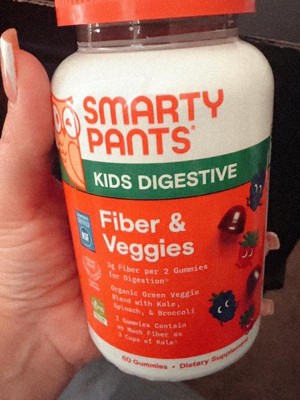 SMARTY
PANTS®
KIDS DIGESTIVE
Fiber &
Veggies
3g Fiber per 2 Gummies
for Digestion
Organic Green Veggie
Blend with Kale,
Spinach, & Broccoli
2 Gummies Contain
as Much Fiber as
3 Cups of Kale
60 Gummies • Dietary Supplement
NSF